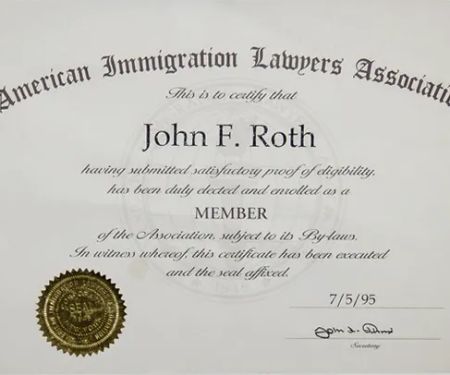 American Immigration Lawyers Associati
This is to certify that
John F. Roth
having submitted satisfactory proof of eligibility,
has been duly elected and enrolled as a
MEMBER
of the Association, subject to its By-laws.
In witness whereof, this certificate has been executed
and the seal affixed.
7/5/95
Secretary